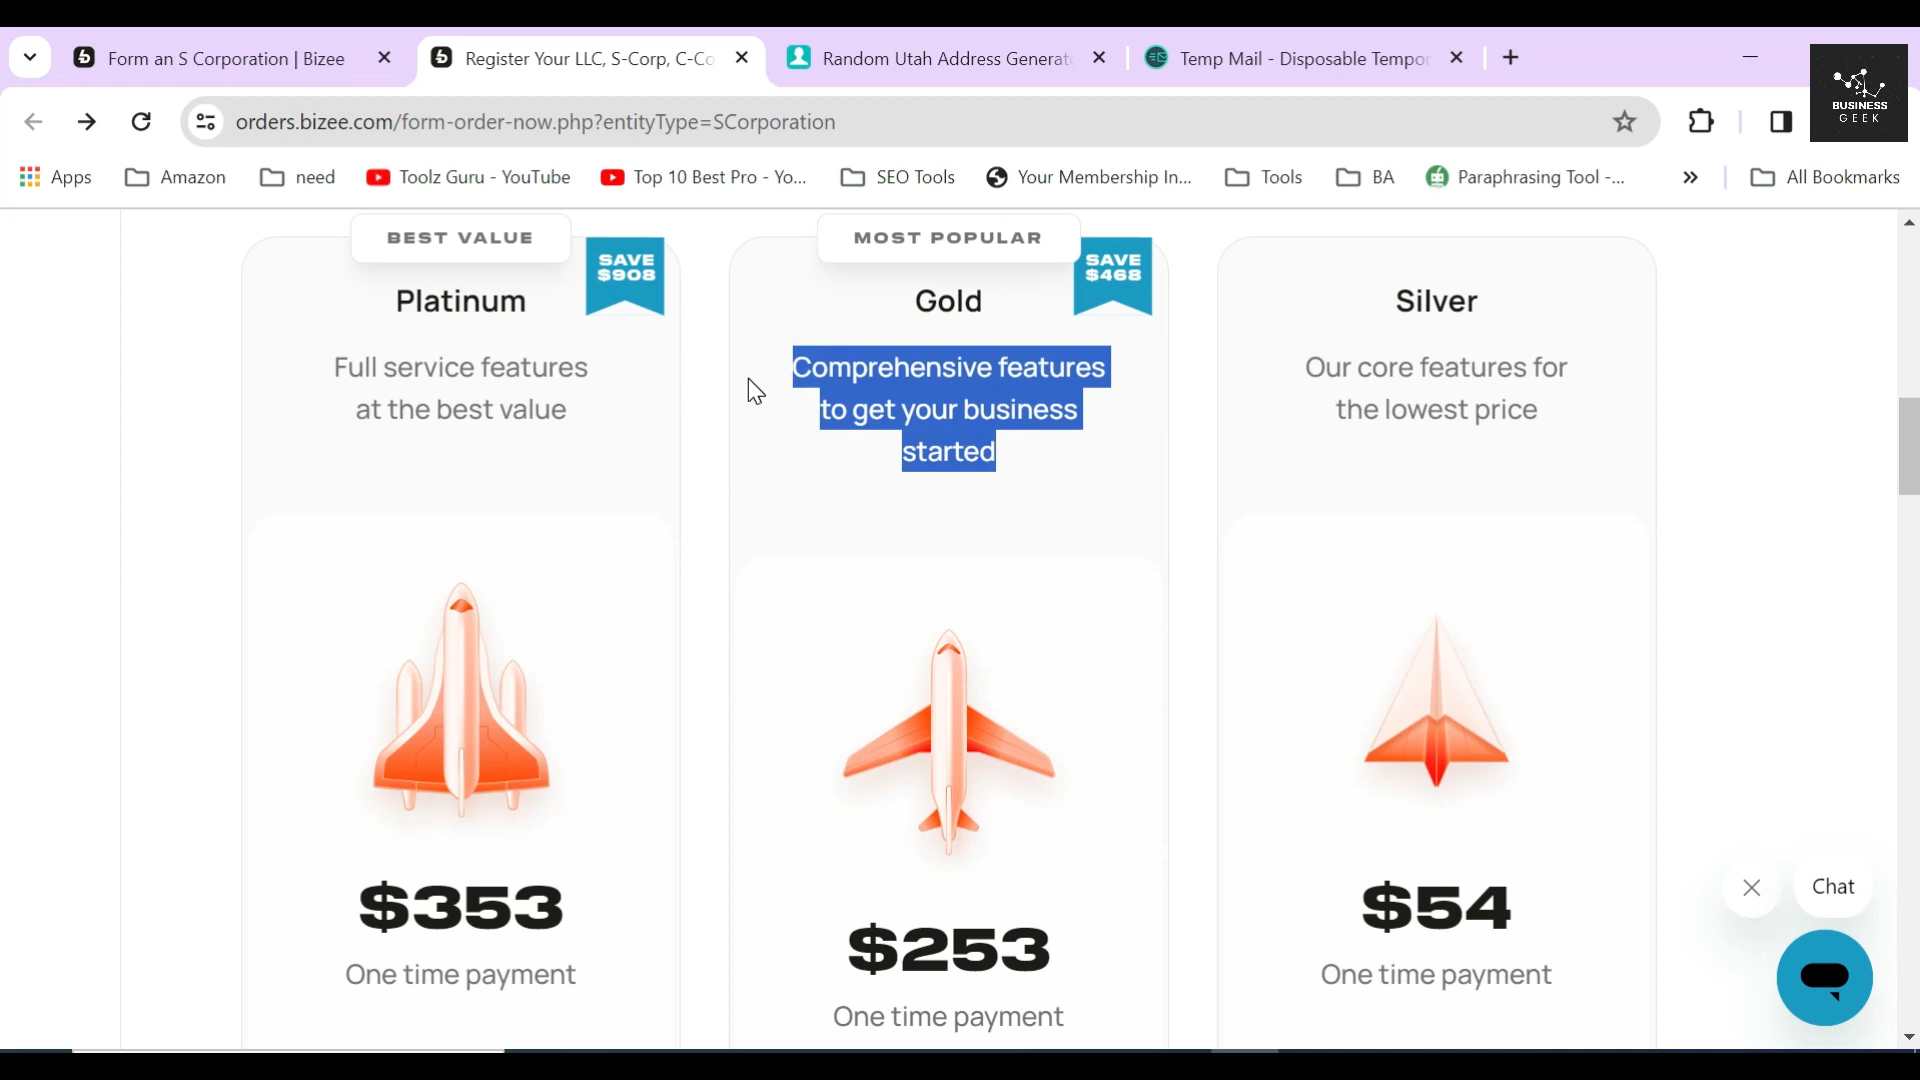 Form an S Corporation | Bizee
Register Your LLC, S-Corp, C-Co
Random Utah Address Generat
Temp Mail - Disposable Tempor
BUSINESS
GEEK
orders.bizee.com/form-order-now.php?entityType=SCorporation
Apps
Amazon
need
Toolz Guru - YouTube
Top 10 Best Pro - Yo...
SEO Tools
Your Membership In...
Tools
BA
Paraphrasing Tool -...
»
All Bookmarks
BEST VALUE
SAVE
$908
Platinum
Full service features
at the best value
$353
One time payment
MOST POPULAR
SAVE
$468
Gold
Comprehensive features
to get your business
started
$253
One time payment
Silver
Our core features for
the lowest price
$54
One time payment
Chat